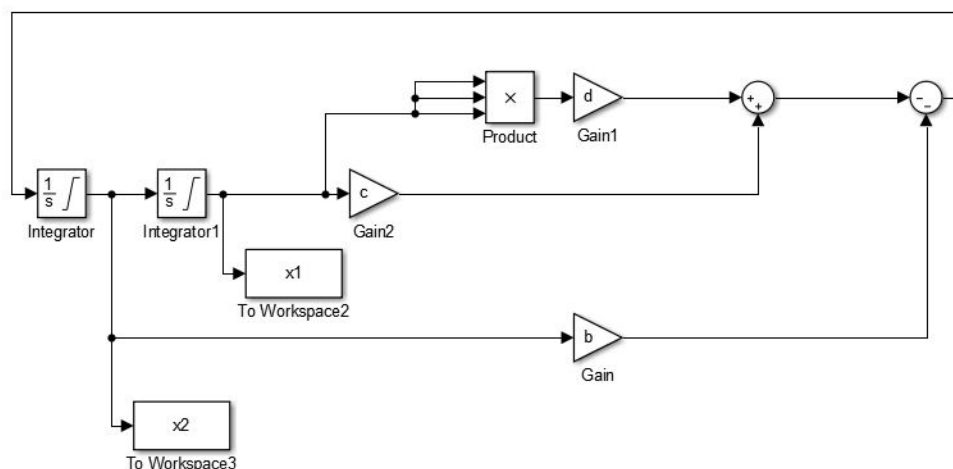 ×
d
+
+
-
-
Product
Gain1
1
s
1
s
c
Integrator
Integrator1
Gain2
x1
To Workspace2
b
Gain
x2
To Workspace3